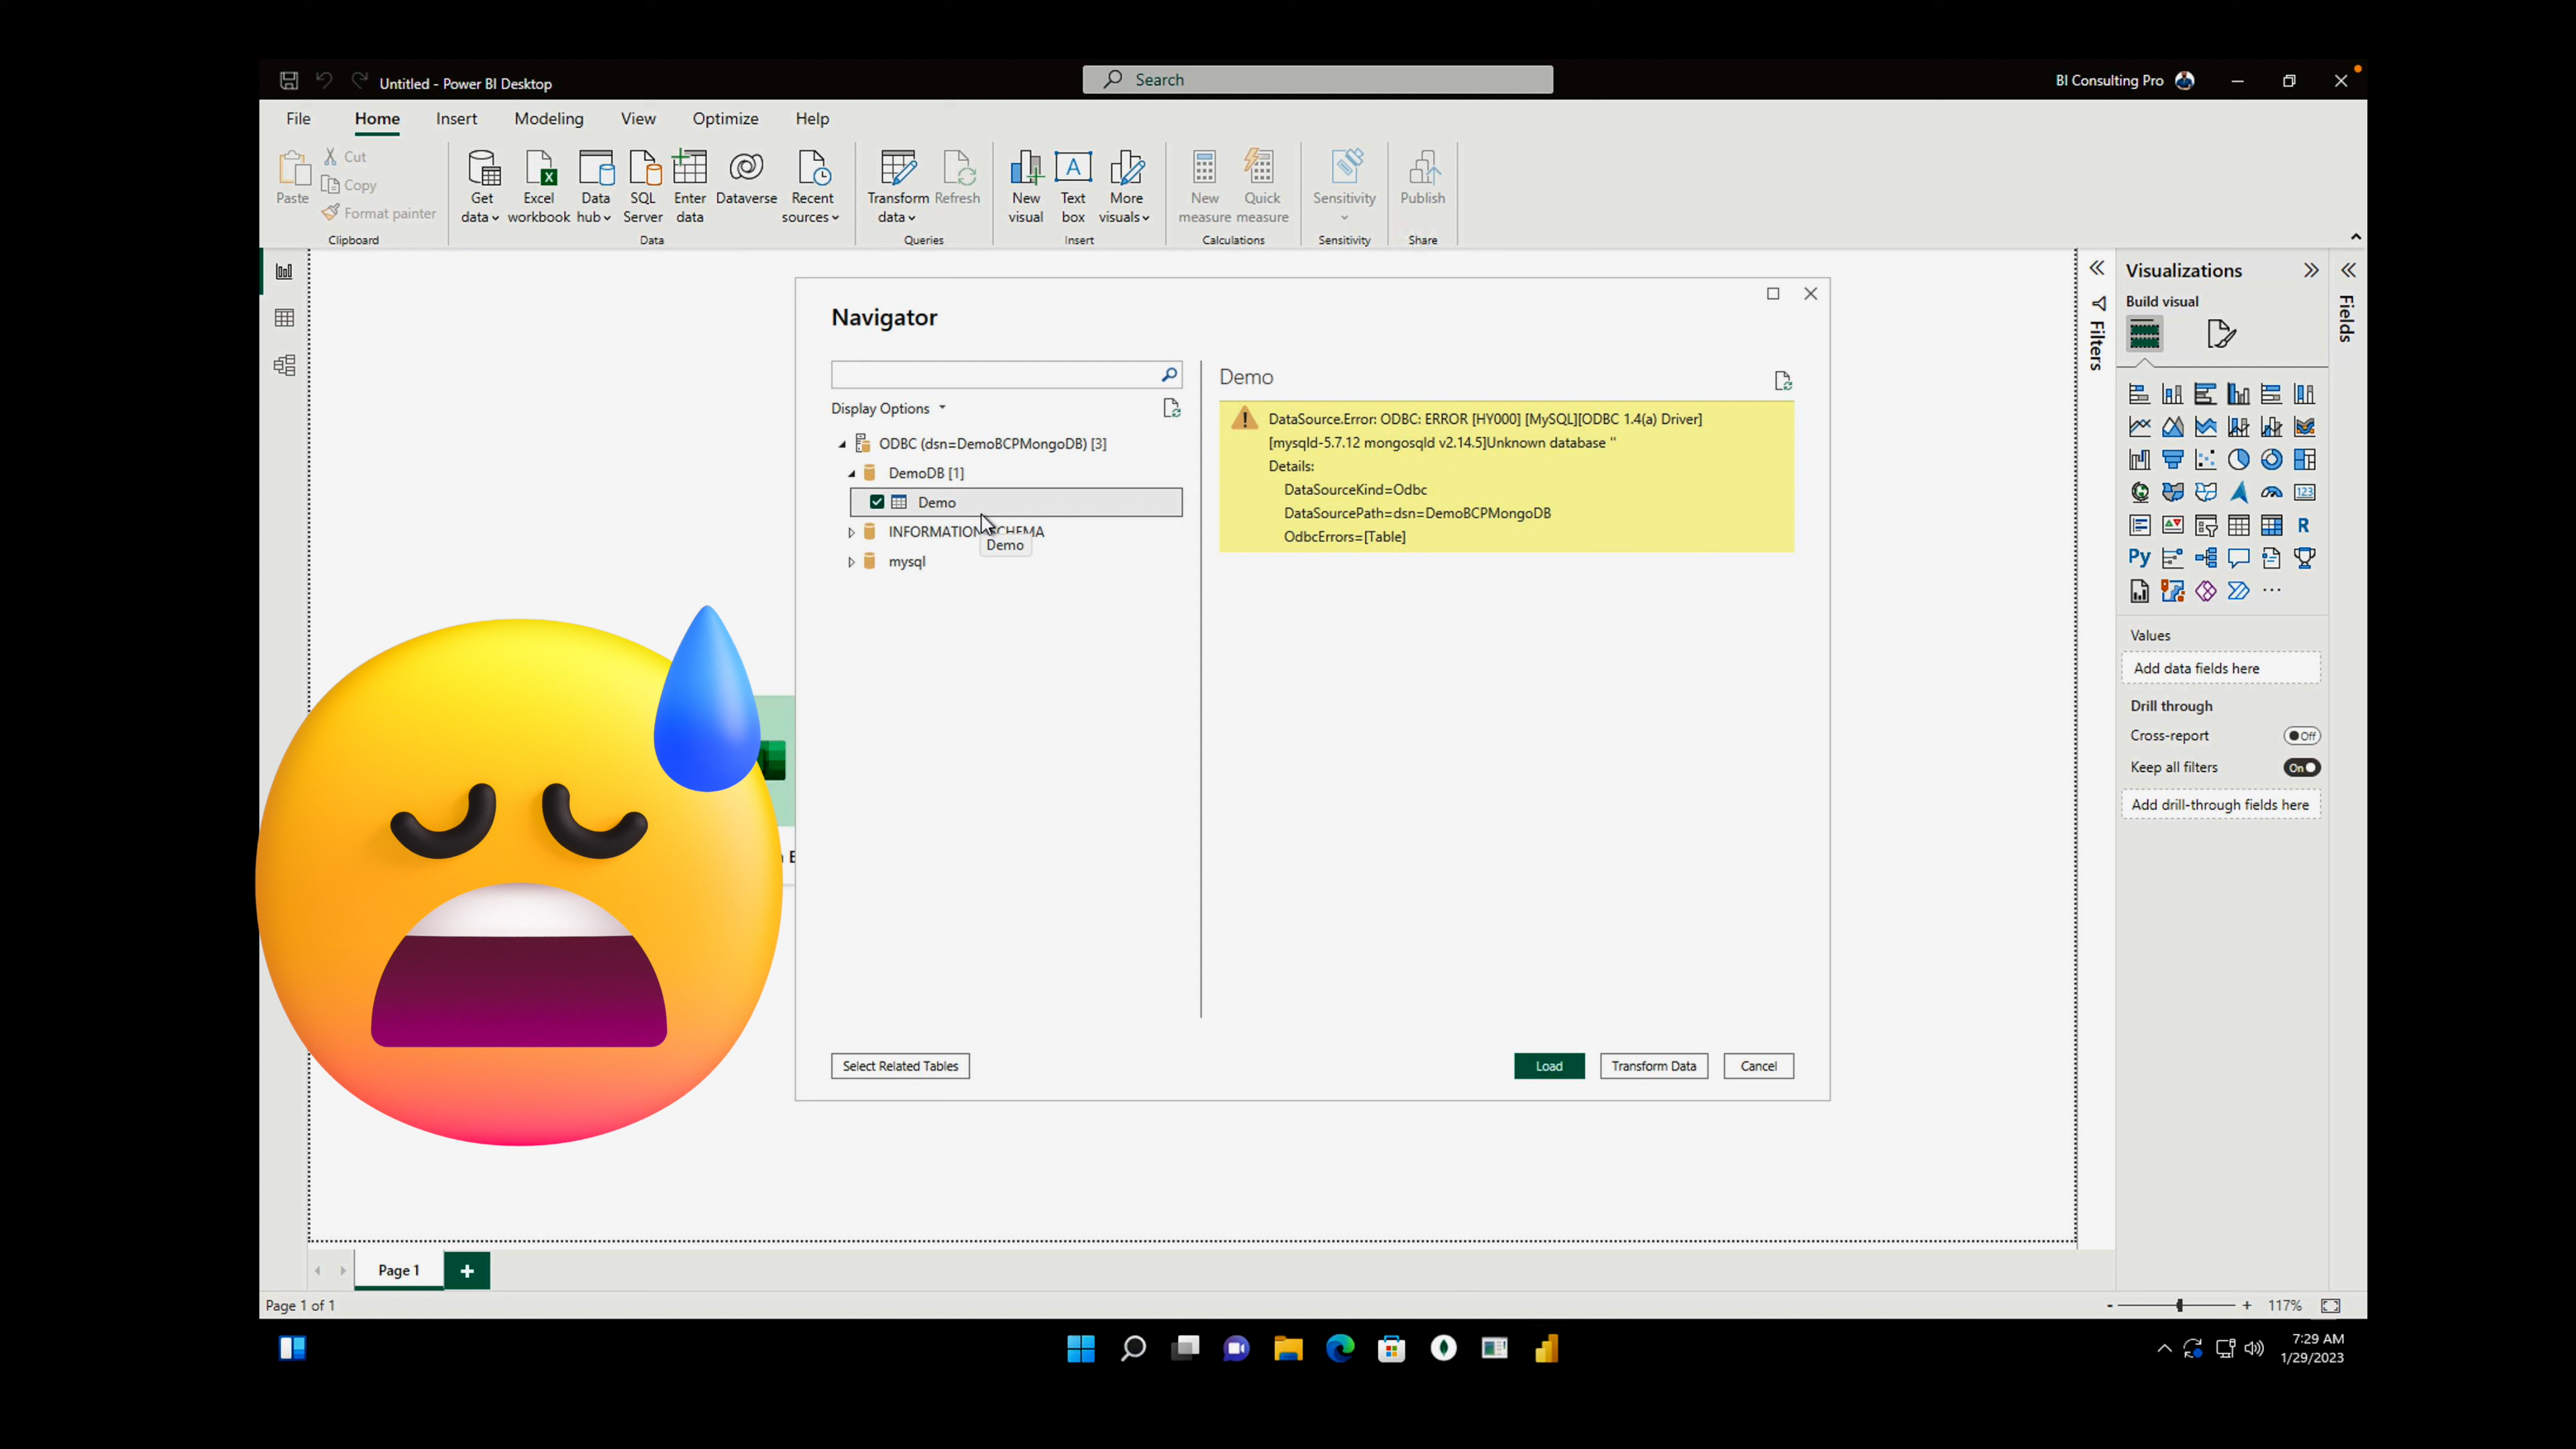 Untitled - Power BI Desktop
Search
BI Consulting Pro
File Home Insert Modeling View Optimize Help
Paste
Cut
Copy
Format painter
Clipboard
Get data
Excel workbook
Data hub
SQL Server
Enter data
Dataverse
Recent sources
Data
Transform data
Refresh
Queries
New visual
Text box
More visuals
Insert
New measure
Quick measure
Calculations
Sensitivity
Sensitivity
Publish
Share
Navigator
Display Options
ODBC (dsn=DemoBCPMongoDB) [3]
DemoDB [1]
Demo
INFORMATION_SCHEMA
Demo
mysql
Demo
DataSource.Error: ODBC: ERROR [HY000] [MySQL][ODBC 1.4(a) Driver]
[mysqld-5.7.12 mongosqld v2.14.5]Unknown database ''
Details:
DataSourceKind=Odbc
DataSourcePath=dsn=DemoBCPMongoDB
OdbcErrors=[Table]
Select Related Tables
Load
Transform Data
Cancel
Filters
Visualizations
Build visual
123
R
Py
Values
Add data fields here
Drill through
Cross-report
Off
Keep all filters
On
Add drill-through fields here
Fields
Page 1
Page 1 of 1
- + 117%
7:29 AM
1/29/2023